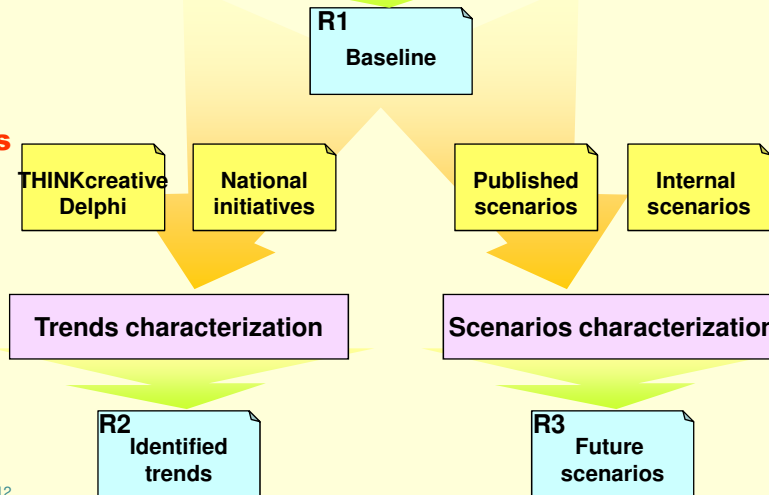 R1
Baseline
s
THINKcreative
Delphi
National
initiatives
Published
scenarios
Internal
scenarios
Trends characterization
Scenarios characterization
R2
Identified
trends
R3
Future
scenarios
12